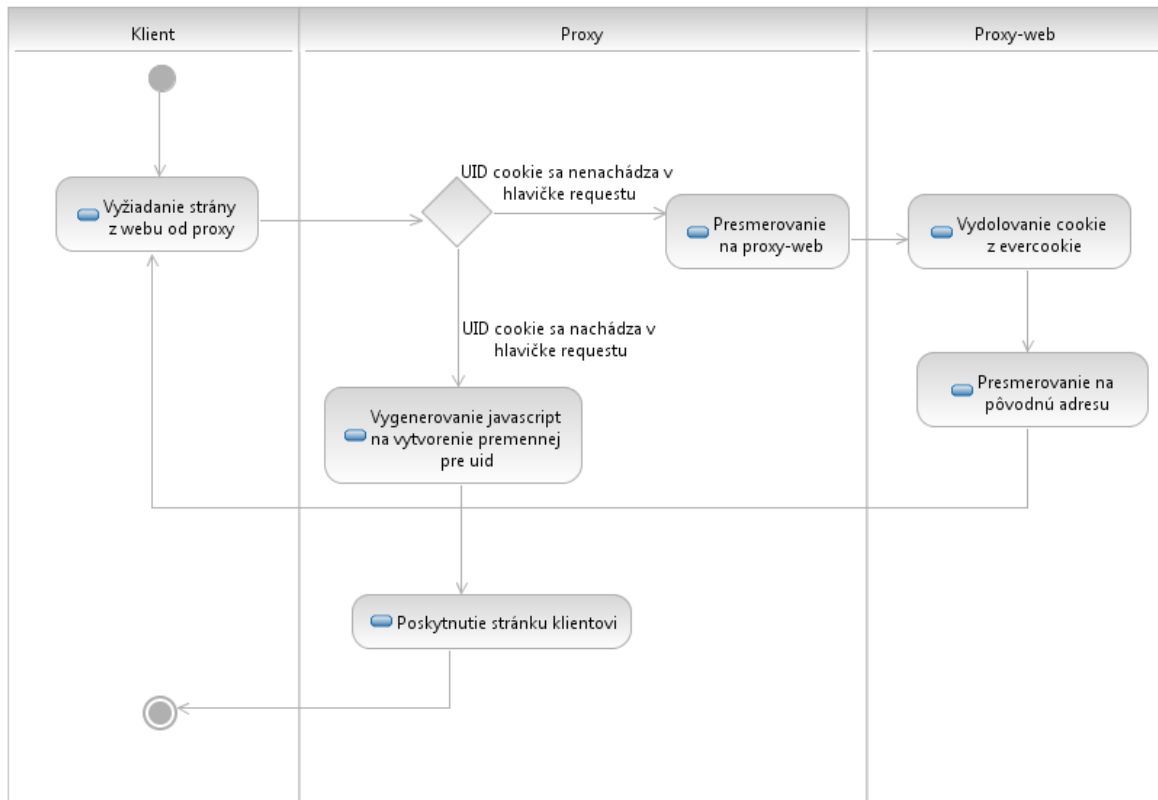 Klient
Proxy
Proxy-web
UID cookie sa nenachádza v
hlavičke requestu
Vyžiadanie strány
z webu od proxy
Presmerovanie
na proxy-web
Vydolovanie cookie
z evercookie
UID cookie sa nachádza v
hlavičke requestu
Presmerovanie na
pôvodnú adresu
Vygenerovanie javascript
na vytvorenie premennej
pre uid
Poskytnutie stránku klientovi